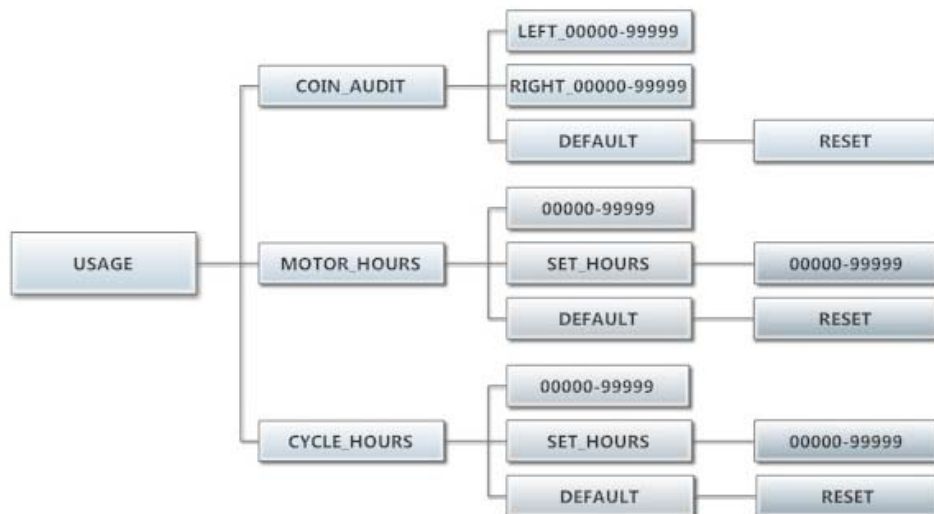 USAGE
COIN_AUDIT
LEFT_00000-99999
RIGHT_00000-99999
DEFAULT
RESET
MOTOR_HOURS
00000-99999
SET_HOURS
00000-99999
DEFAULT
RESET
CYCLE_HOURS
00000-99999
SET_HOURS
00000-99999
DEFAULT
RESET